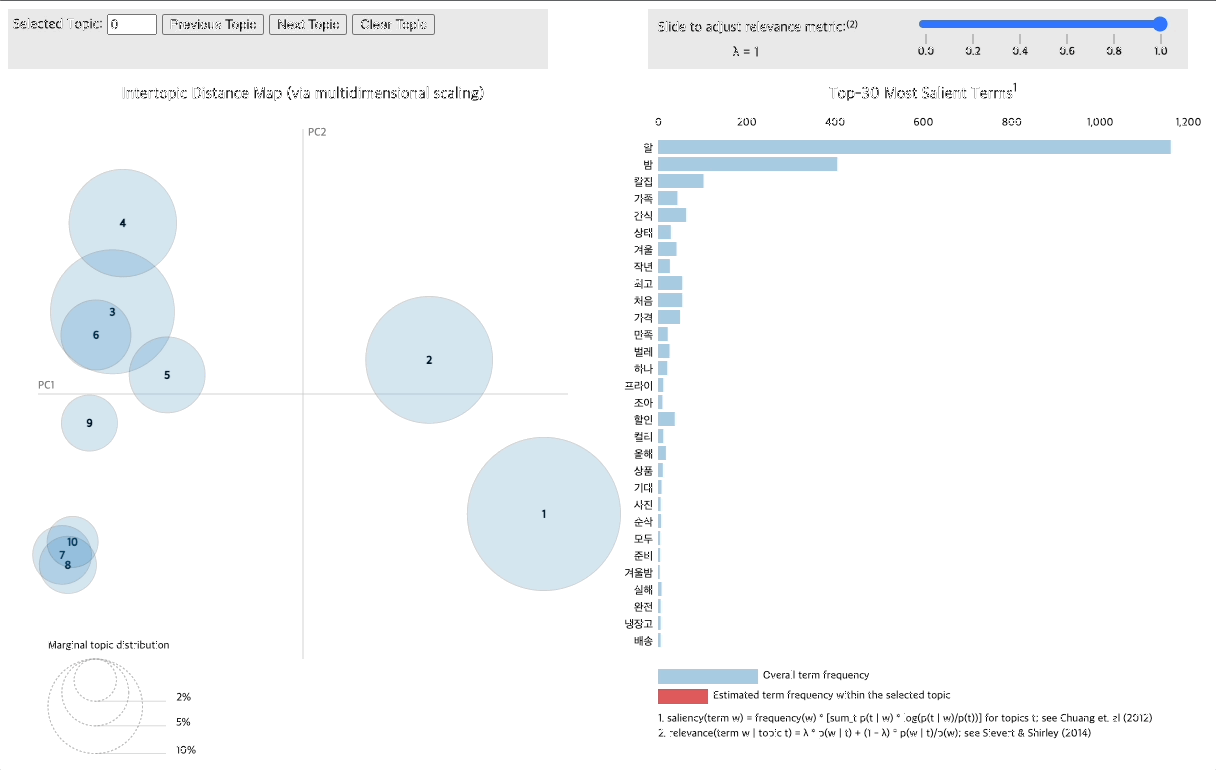 Selected Topic: 0 Previous Topic Next Topic Clear Topic
Slide to adjust relevance metric:(2)
λ = 1
0.0 0.2 0.4 0.6 0.8 1.0
Intertopic Distance Map (via multidimensional scaling)
PC2
PC1
4
3
6
5
2
9
1
10
7
8
Marginal topic distribution
2%
5%
10%
Top-30 Most Salient Terms1
0 200 400 600 800 1,000 1,200
알
밤
칼집
가족
간식
상태
겨울
작년
최고
처음
가격
만족
벌레
하나
프라이
조아
할인
컬리
올해
상품
기대
사진
순삭
모두
준비
겨울밤
실해
완전
냉장고
배송
Overall term frequency
Estimated term frequency within the selected topic
1. saliency(term w) = frequency(w) * [sum_t p(t | w) * log(p(t | w)/p(t))] for topics t; see Chuang et. al (2012)
2. relevance(term w | topic t) = λ * p(w | t) + (1 - λ) * p(w | t)/p(w); see Sievert & Shirley (2014)